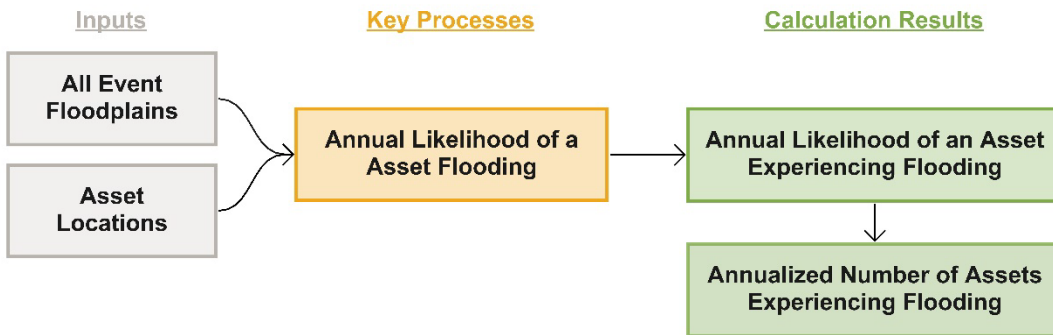 Inputs
Key Processes
Calculation Results
All Event
Floodplains
Asset
Locations
Annual Likelihood of a
Asset Flooding
Annual Likelihood of an Asset
Experiencing Flooding
Annualized Number of Assets
Experiencing Flooding